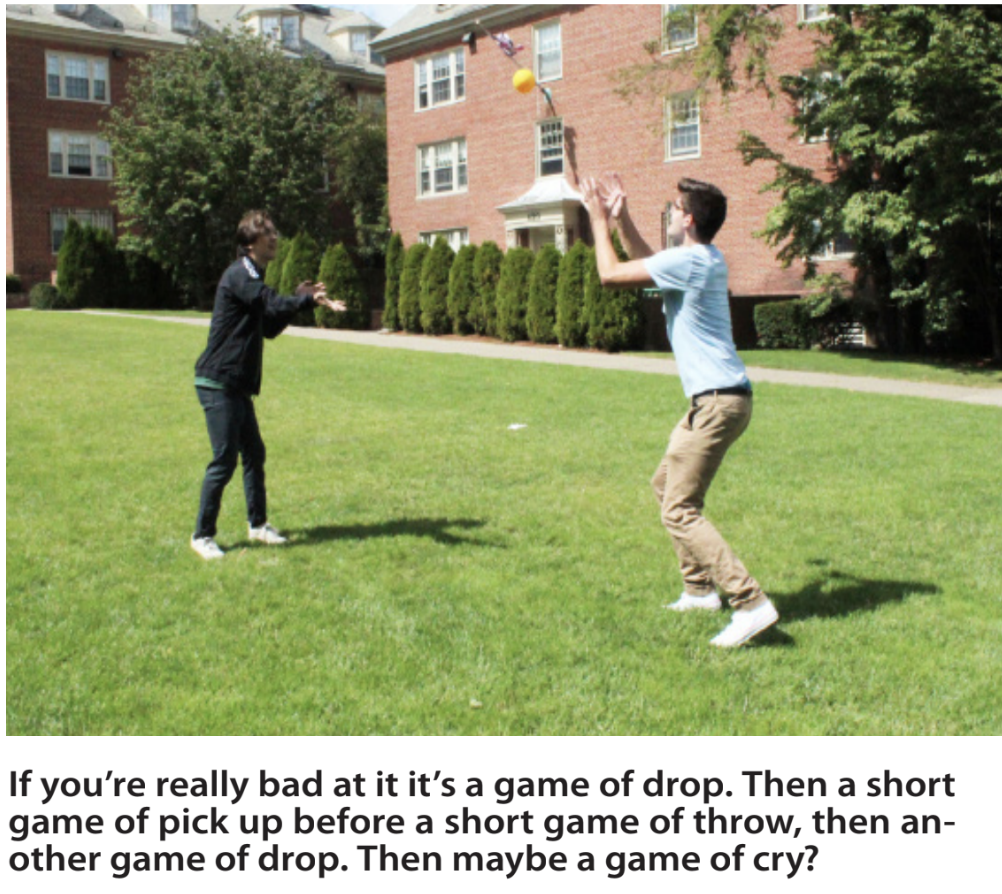 If you’re really bad at it it’s a game of drop. Then a short
game of pick up before a short game of throw, then an-
other game of drop. Then maybe a game of cry?